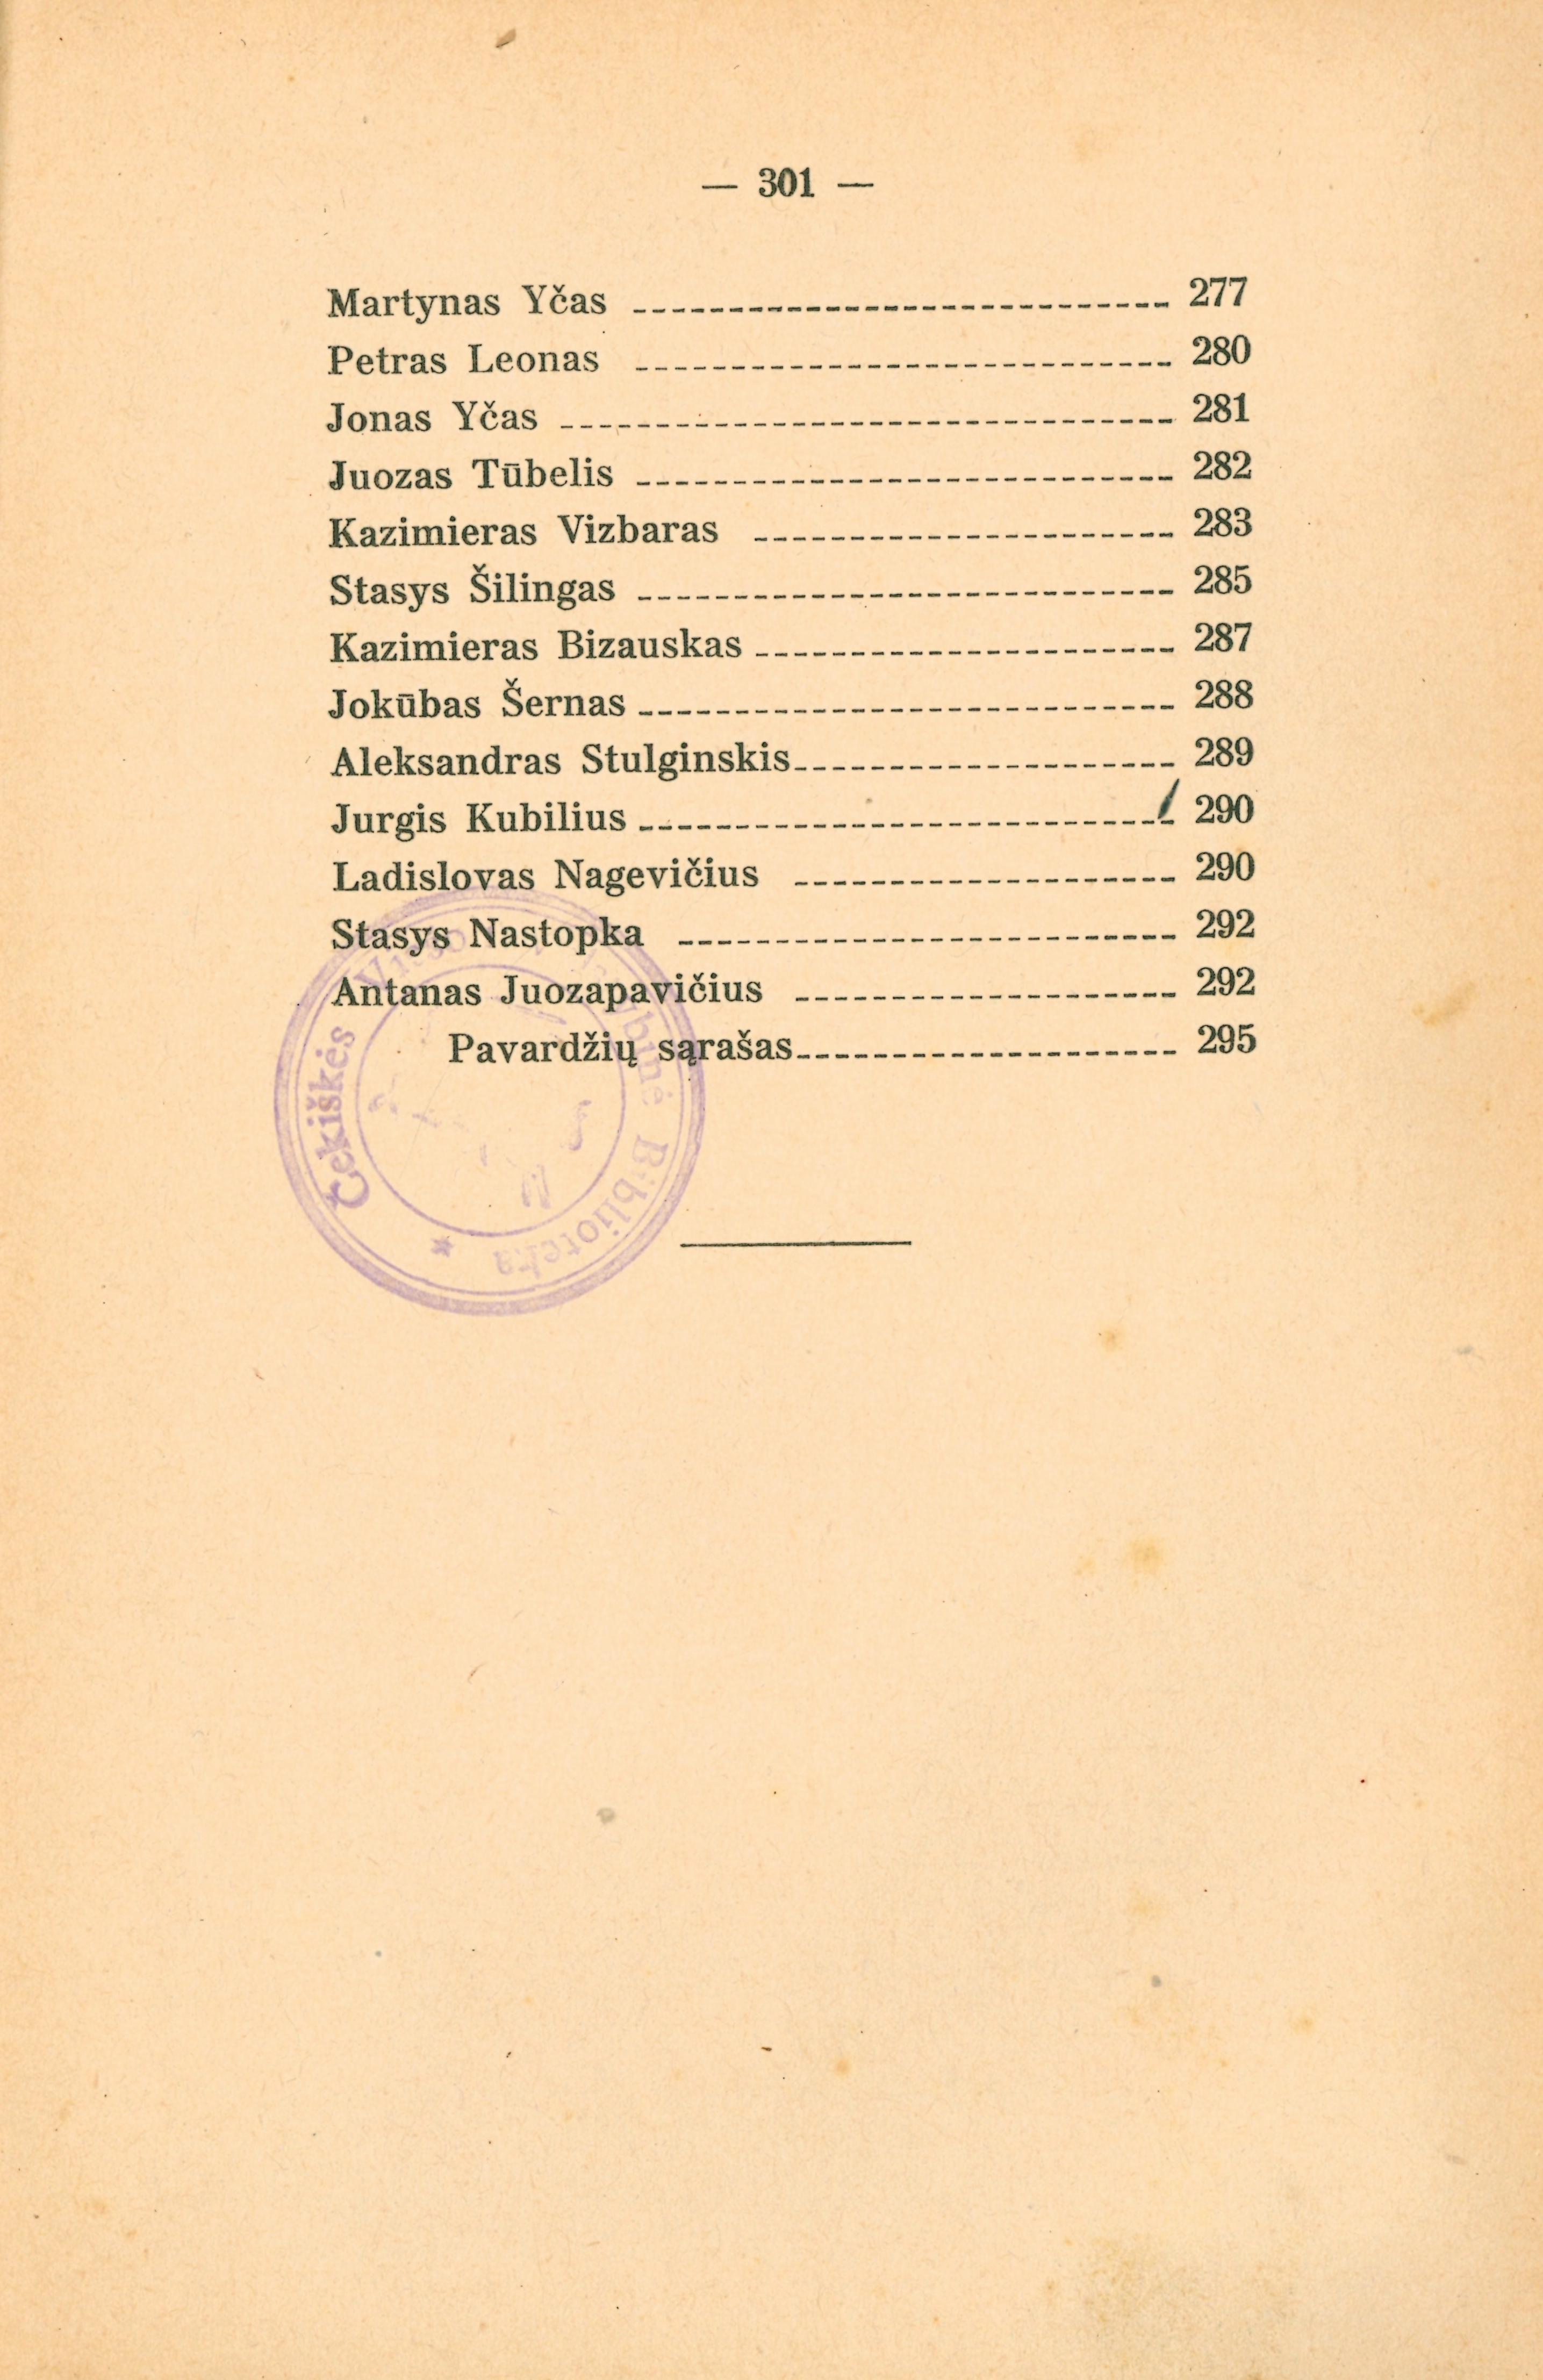 — 301 —
Martynas Yčas 277
Petras Leonas 280
Jonas Yčas 281
Juozas Tūbelis 282
Kazimieras Vizbaras 283
Stasys Šilingas 285
Kazimieras Bizauskas 287
Jokūbas Šernas 288
Aleksandras Stulginskis 289
Jurgis Kubilius 290
Ladislovas Nagevičius 290
Stasys Nastopka 292
Antanas Juozapavičius 292
Pavardžių sąrašas 295
Čekiškės
Biblioteka